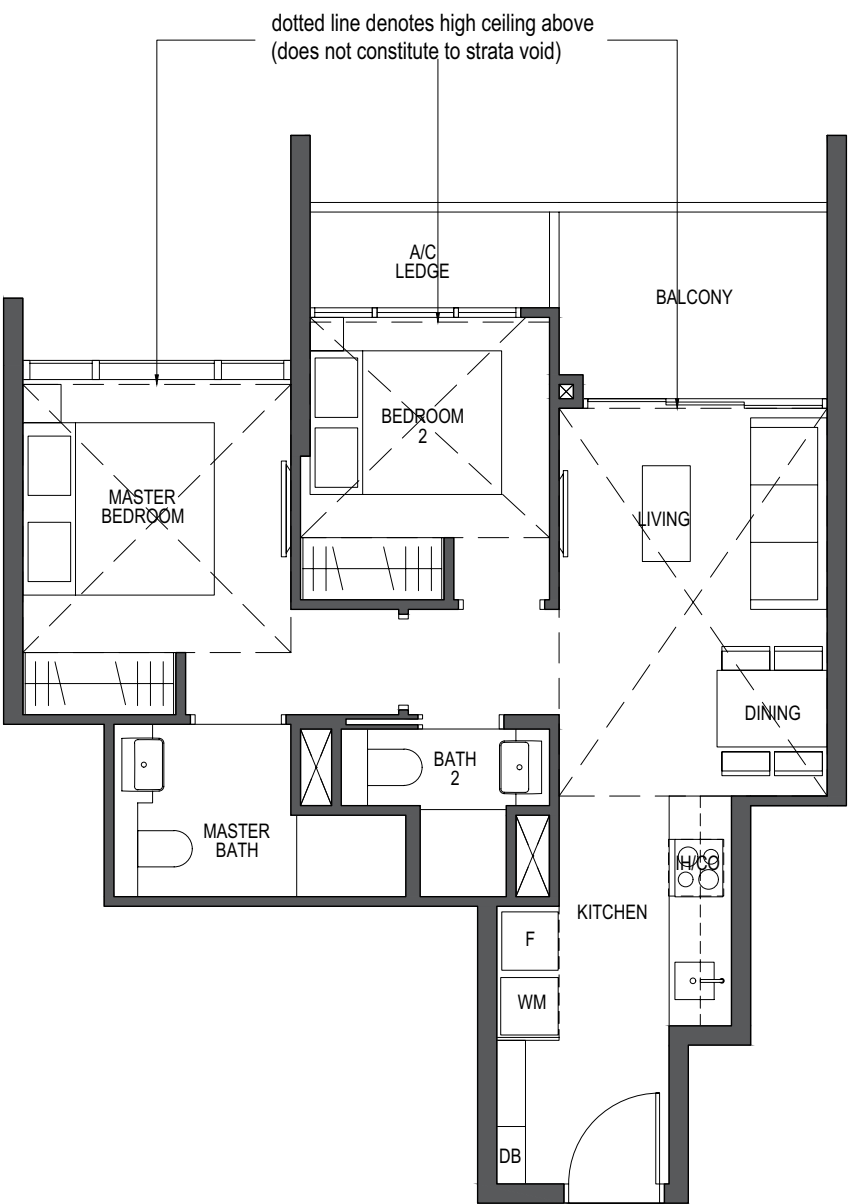 dotted line denotes high ceiling above
(does not constitute to strata void)
A/C
LEDGE
BALCONY
BEDROOM
2
MASTER
BEDROOM
LIVING
DINING
BATH
2
MASTER
BATH
IH/CO
KITCHEN
F
WM
DB